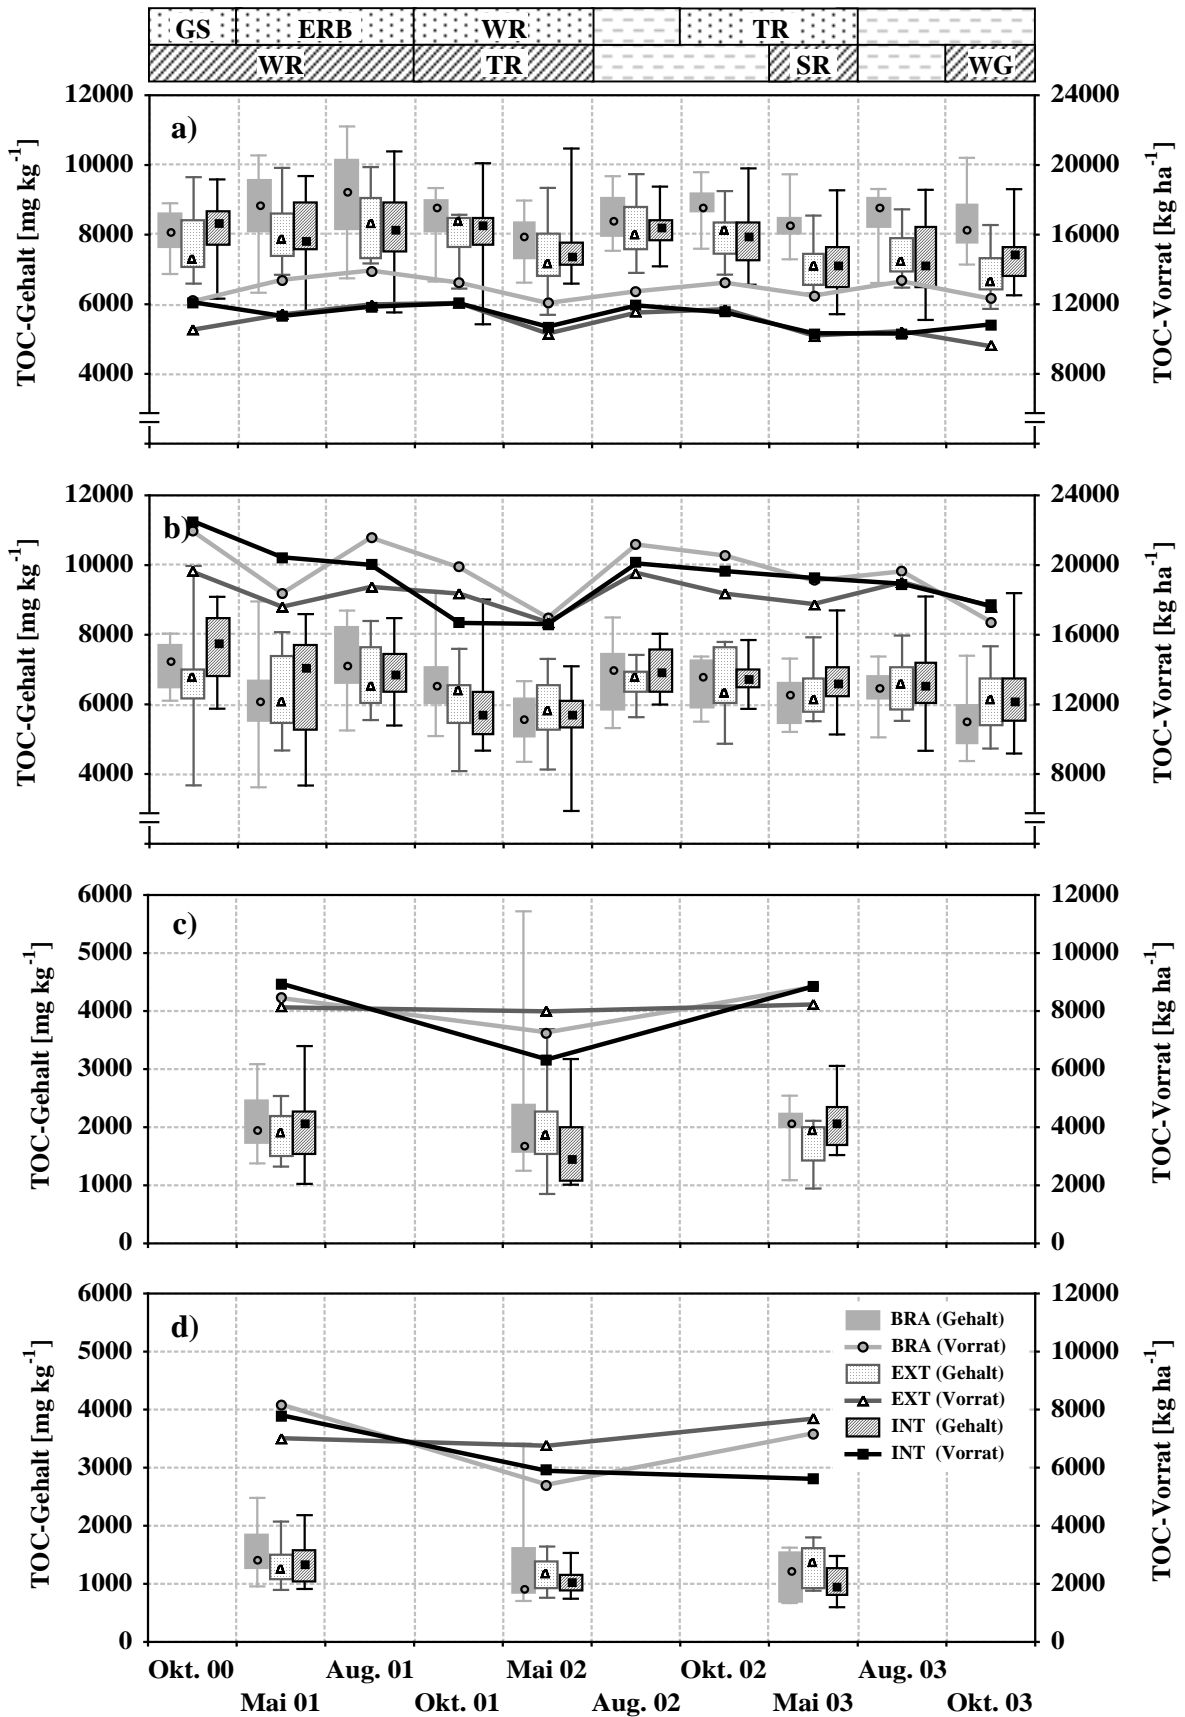 GS ERB WR TR
WR TR SR WG
a)
TOC-Gehalt [mg kg⁻¹]
12000
10000
8000
6000
4000
24000
20000
16000
12000
8000
TOC-Vorrat [kg ha⁻¹]
b)
TOC-Gehalt [mg kg⁻¹]
12000
10000
8000
6000
4000
24000
20000
16000
12000
8000
TOC-Vorrat [kg ha⁻¹]
c)
TOC-Gehalt [mg kg⁻¹]
6000
5000
4000
3000
2000
1000
0
12000
10000
8000
6000
4000
2000
0
TOC-Vorrat [kg ha⁻¹]
d)
TOC-Gehalt [mg kg⁻¹]
6000
5000
4000
3000
2000
1000
0
BRA (Gehalt)
BRA (Vorrat)
EXT (Gehalt)
EXT (Vorrat)
INT (Gehalt)
INT (Vorrat)
12000
10000
8000
6000
4000
2000
0
TOC-Vorrat [kg ha⁻¹]
Okt. 00 Aug. 01 Mai 02 Okt. 02 Aug. 03
Mai 01 Okt. 01 Aug. 02 Mai 03 Okt. 03